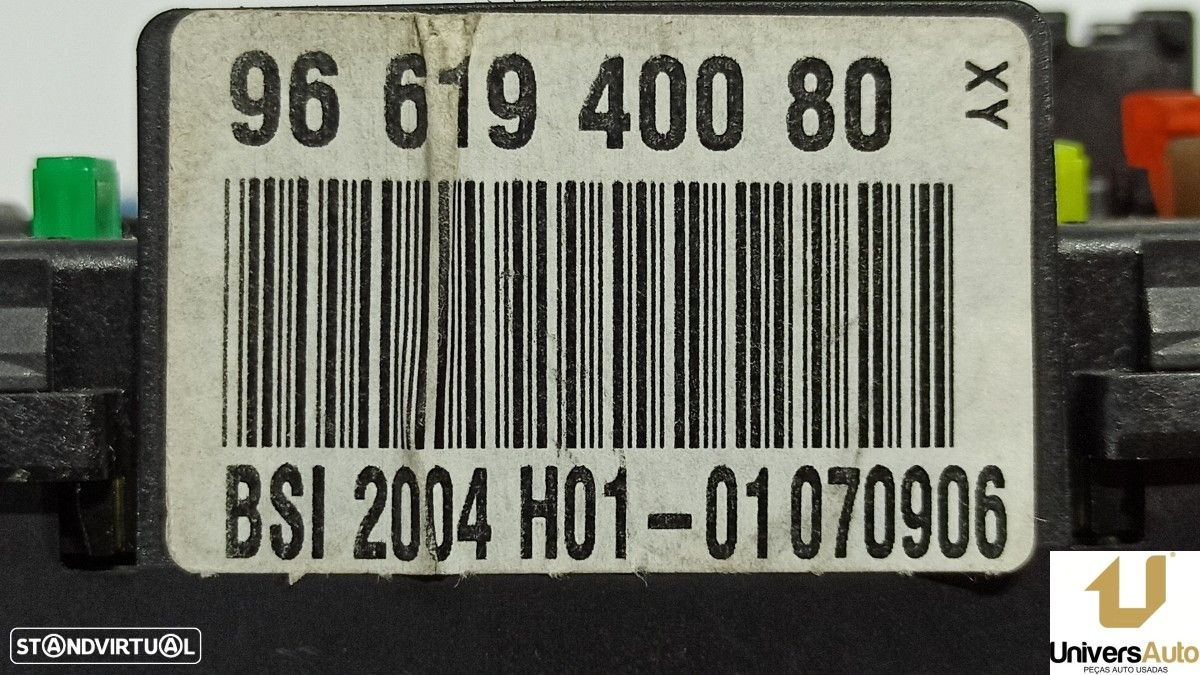 96 619 400 80
XY
BSI 2004 H01-01 070906
STANDVIRTUAL
UniversAuto
PEÇAS AUTO USADAS